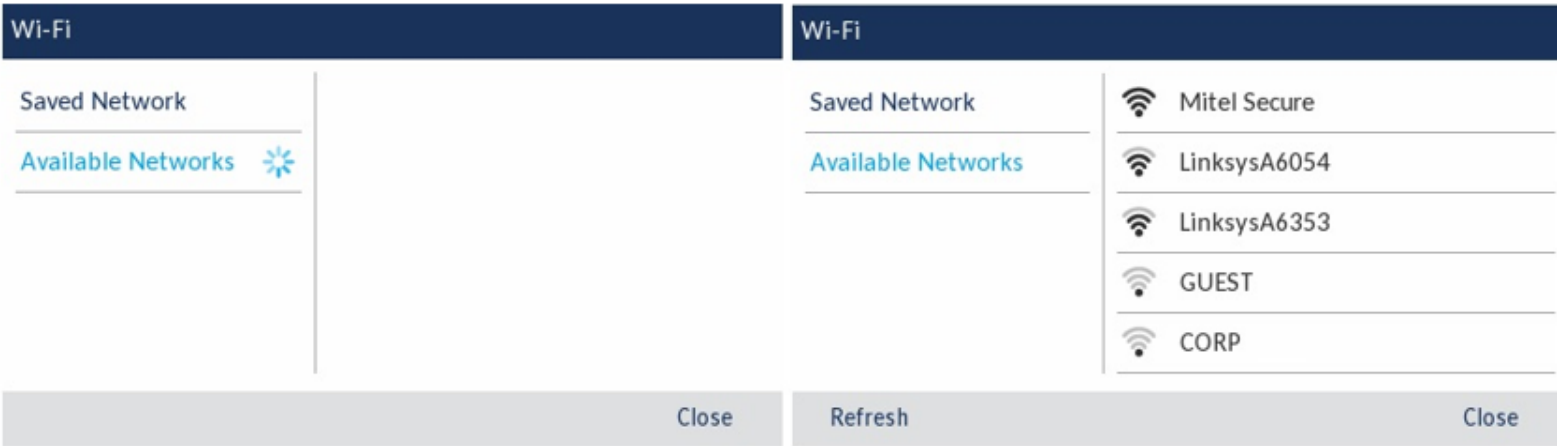 Wi-Fi
Saved Network
Available Networks
Close
Wi-Fi
Saved Network
Available Networks
Mitel Secure
LinksysA6054
LinksysA6353
GUEST
CORP
Refresh
Close